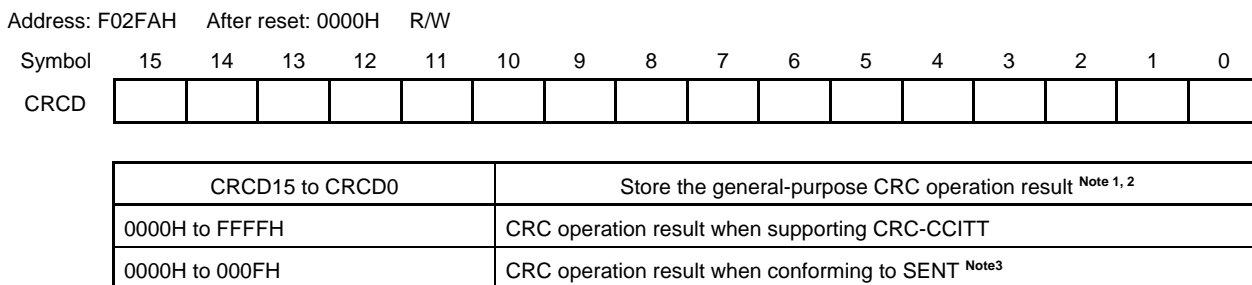 Address: F02FAH After reset: 0000H R/W
Symbol 15 14 13 12 11 10 9 8 7 6 5 4 3 2 1 0
CRCD
CRCD15 to CRCD0 Store the general-purpose CRC operation result Note 1, 2
0000H to FFFFH CRC operation result when supporting CRC-CCITT
0000H to 000FH CRC operation result when conforming to SENT Note3